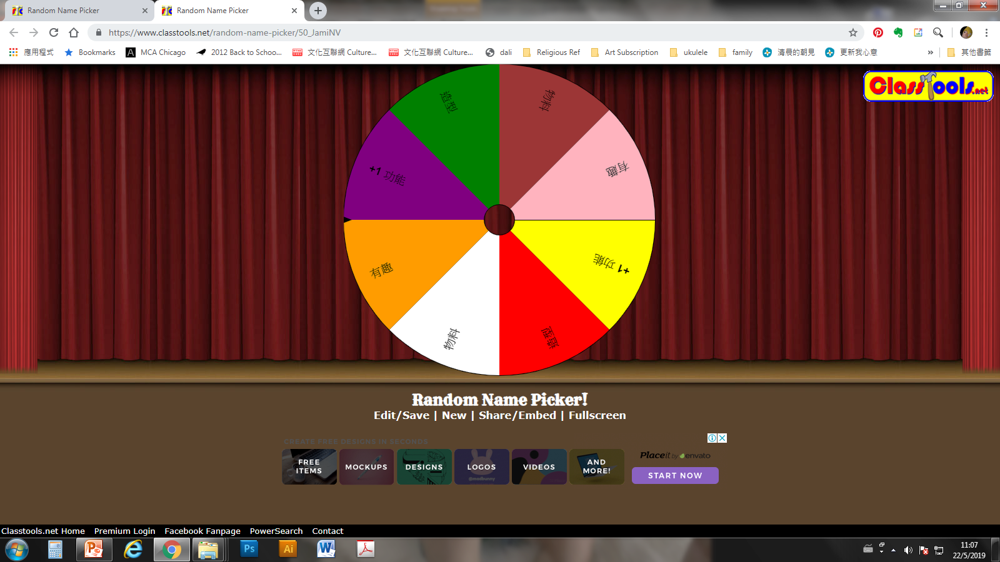 Random Name Picker
Random Name Picker
https://www.classtools.net/random-name-picker/50_JamiNV
應用程式
Bookmarks
MCA Chicago
2012 Back to Schoo...
文化互聯網 Culture...
文化互聯網 Culture...
dali
Religious Ref
Art Subscription
ukulele
family
清晨的朝見
更新我心意
»
其他書籤
ClassTools.net
造型
物料
+1 功能
有趣
有趣
+1 功能
物料
造型
Random Name Picker!
Edit/Save | New | Share/Embed | Fullscreen
CREATE FREE DESIGNS IN SECONDS
FREE
ITEMS
MOCKUPS
DESIGNS
LOGOS
@madbunny
VIDEOS
AND
MORE!
Placeit by envato
START NOW
Classtools.net Home
Premium Login
Facebook Fanpage
PowerSearch
Contact
Ps
Ai
11:07
22/5/2019